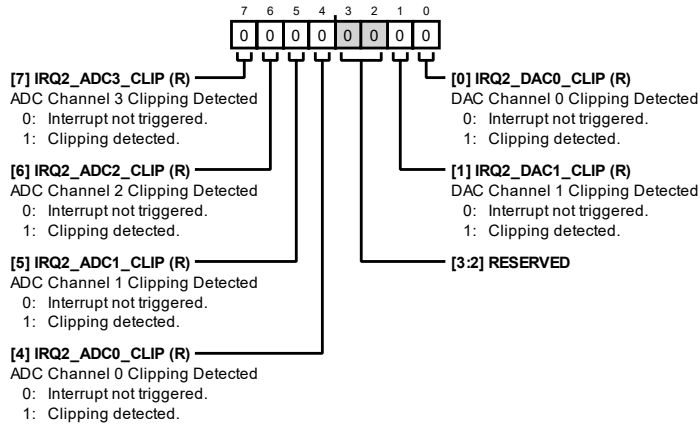 7 6 5 4 3 2 1 0
0 0 0 0 0 0 0 0
[7] IRQ2_ADC3_CLIP (R)
ADC Channel 3 Clipping Detected
0: Interrupt not triggered.
1: Clipping detected.
[6] IRQ2_ADC2_CLIP (R)
ADC Channel 2 Clipping Detected
0: Interrupt not triggered.
1: Clipping detected.
[5] IRQ2_ADC1_CLIP (R)
ADC Channel 1 Clipping Detected
0: Interrupt not triggered.
1: Clipping detected.
[4] IRQ2_ADC0_CLIP (R)
ADC Channel 0 Clipping Detected
0: Interrupt not triggered.
1: Clipping detected.
[0] IRQ2_DAC0_CLIP (R)
DAC Channel 0 Clipping Detected
0: Interrupt not triggered.
1: Clipping detected.
[1] IRQ2_DAC1_CLIP (R)
DAC Channel 1 Clipping Detected
0: Interrupt not triggered.
1: Clipping detected.
[3:2] RESERVED